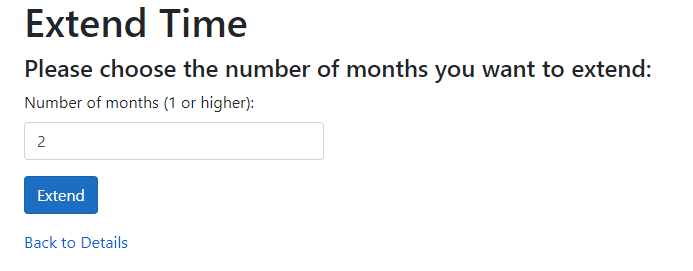 Extend Time
Please choose the number of months you want to extend:
Number of months (1 or higher):
2
Extend
Back to Details